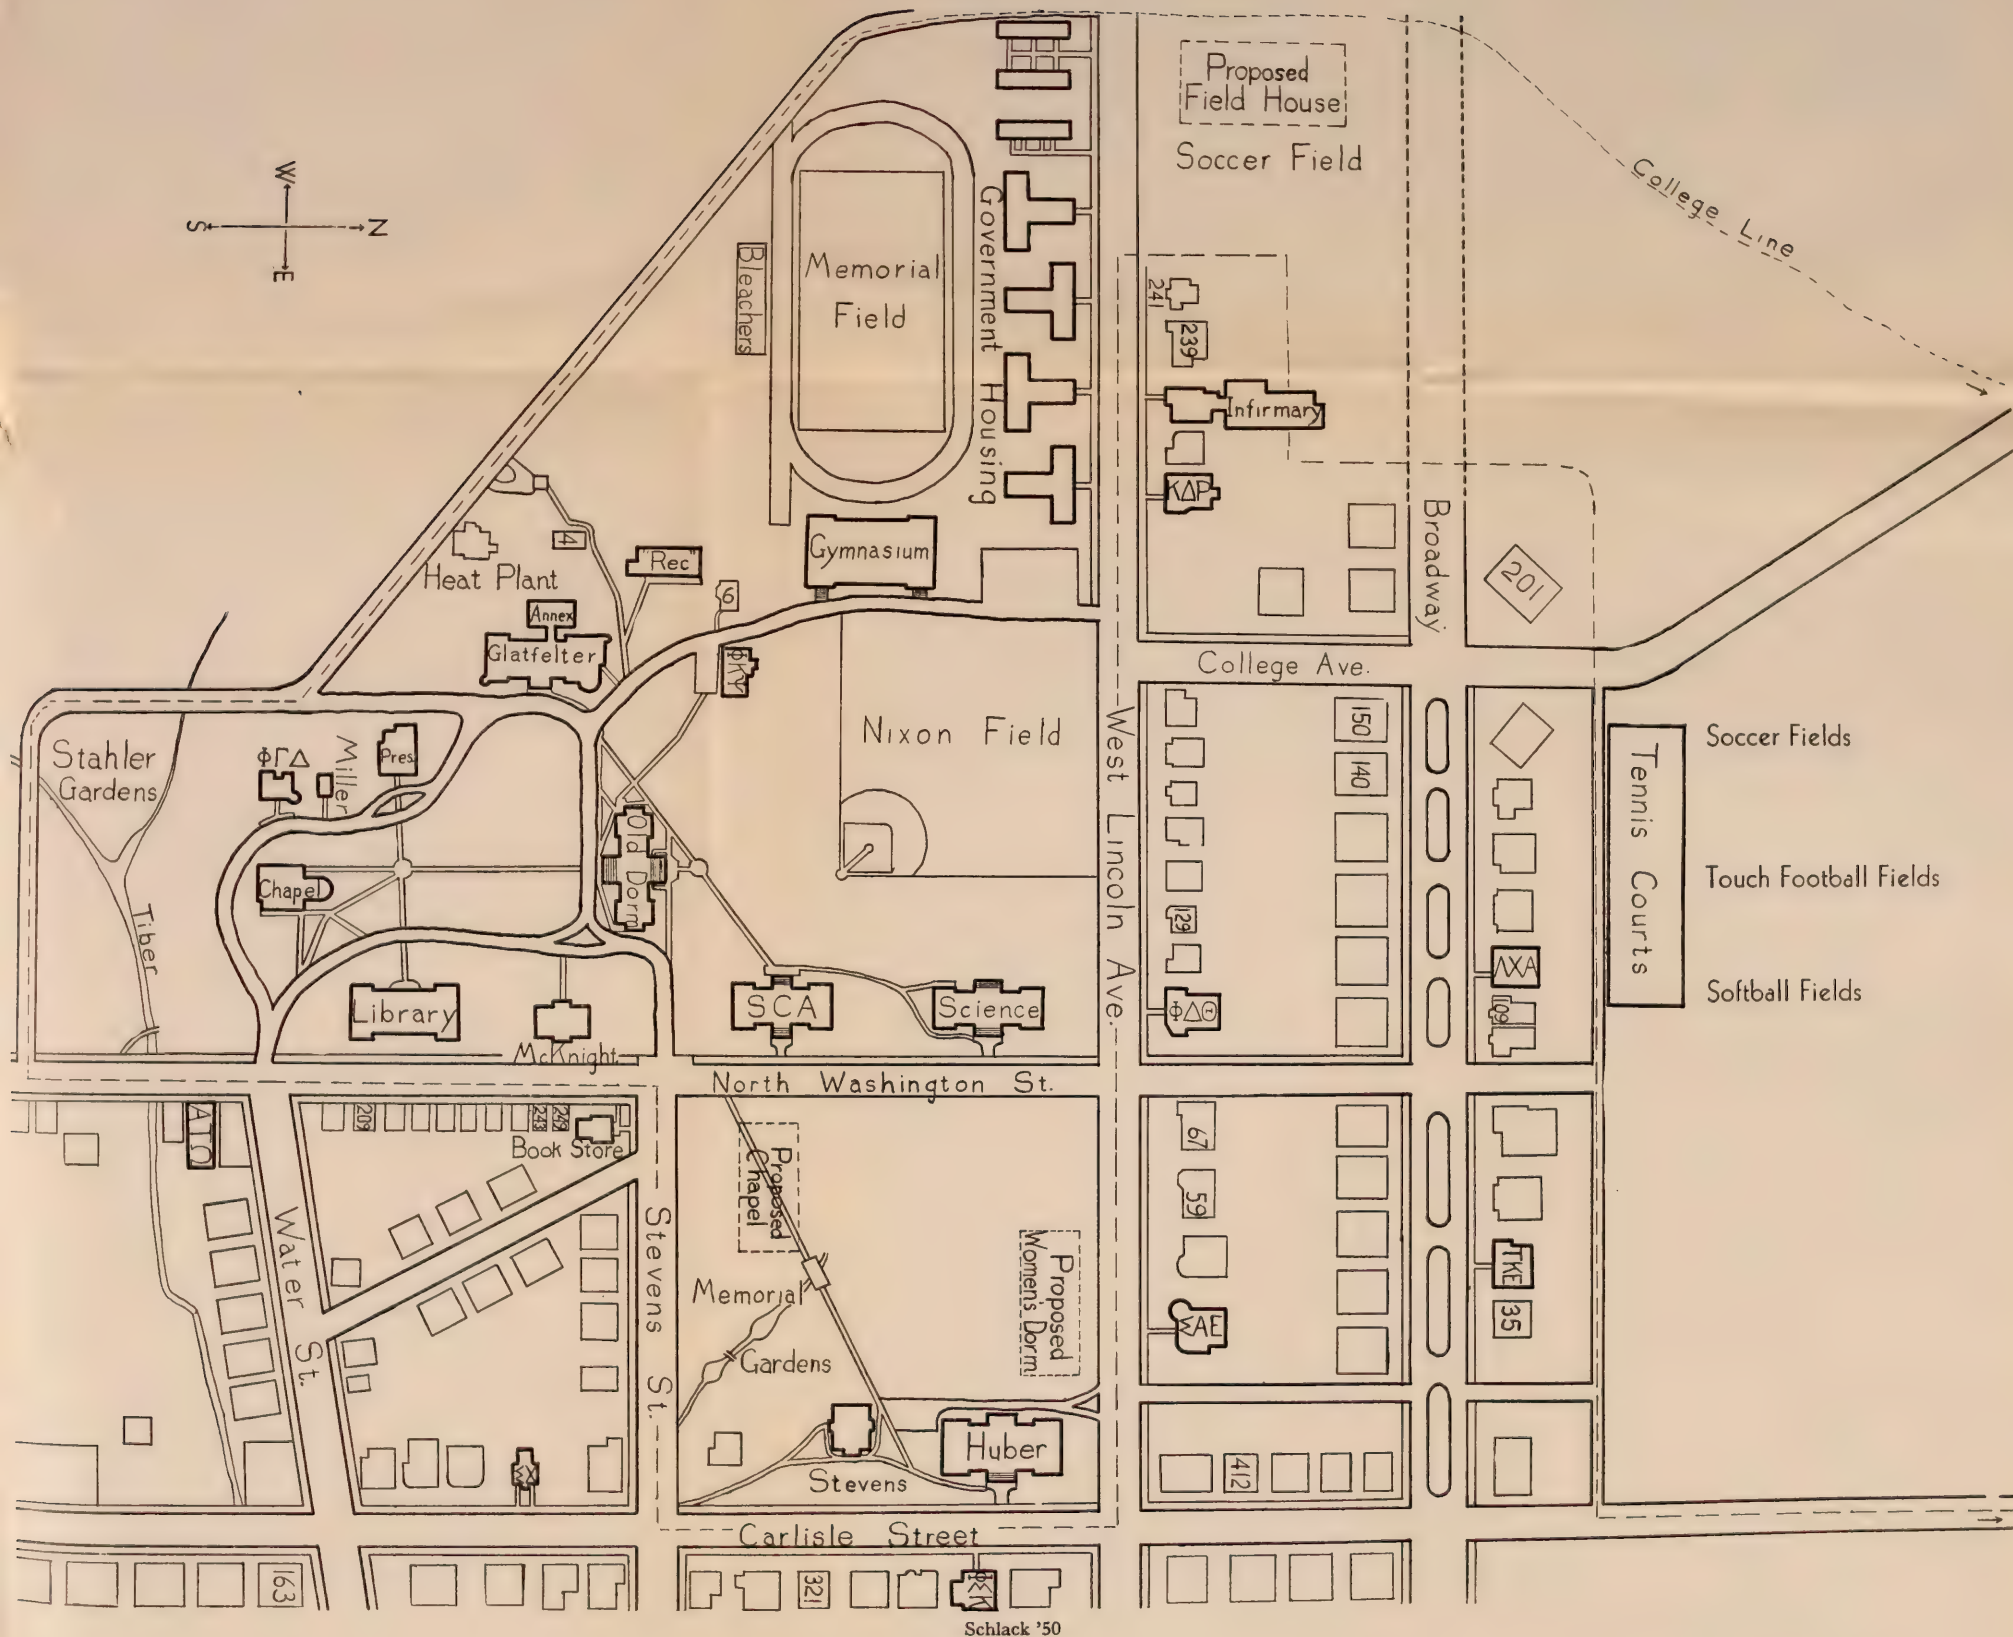 Proposed
Field House
Soccer Field
College Line
W
S
N
E
Government Housing
Memorial
Field
Bleachers
241
239
Infirmary
ΚΔΡ
Broadway
201
Gymnasium
4
"Rec"
6
Heat Plant
Annex
Glatfelter
ΦΚΨ
College Ave.
Nixon Field
West Lincoln Ave.
150
140
Tennis Courts
Soccer Fields
Touch Football Fields
Softball Fields
Stahler
Gardens
ΦΓΔ
Miller
Pres.
Old Dorm
Chapel
Tiber
129
ΛΧΑ
Library
McKnight
SCA
Science
ΦΔΘ
109
North Washington St.
ΑΤΩ
209
243
249
Book Store
Proposed
Chapel
67
59
Water St.
Stevens St.
Memorial
Gardens
Proposed
Women's Dorm
ΣΑΕ
ΤΚΕ
35
ΣΧ
Stevens
Huber
412
Carlisle Street
163
321
ΦΣΚ
Schlack '50